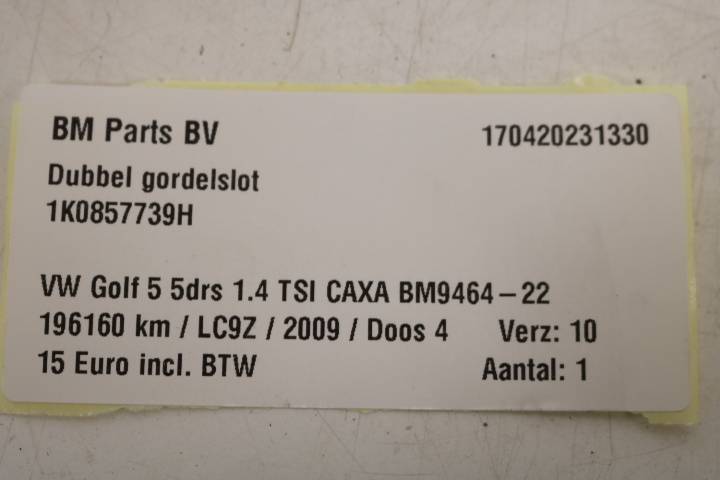 BM Parts BV 170420231330
Dubbel gordelslot
1K0857739H
VW Golf 5 5drs 1.4 TSI CAXA BM9464-22
196160 km / LC9Z / 2009 / Doos 4 Verz: 10
15 Euro incl. BTW Aantal: 1